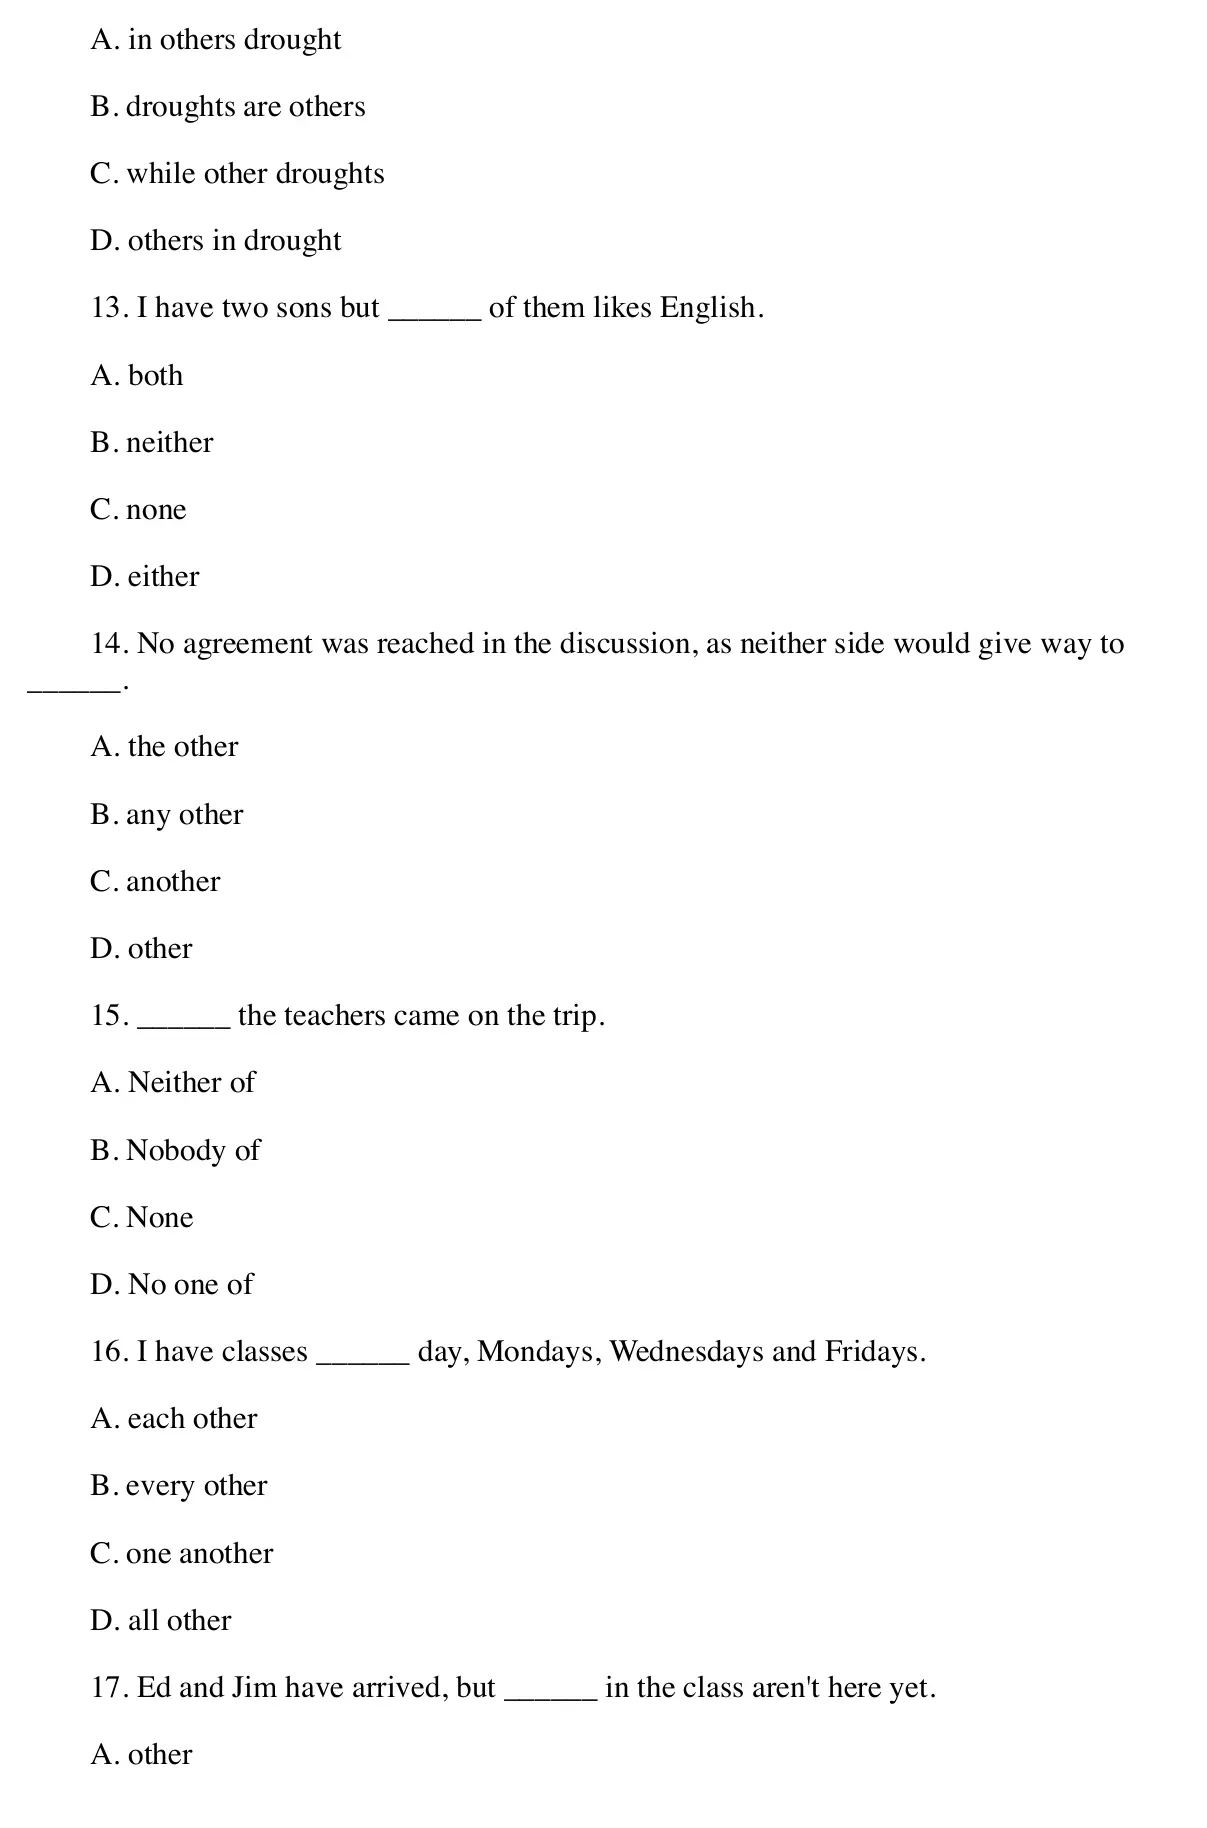 A. in others drought
B. droughts are others
C. while other droughts
D. others in drought
13. I have two sons but ______ of them likes English.
A. both
B. neither
C. none
D. either
14. No agreement was reached in the discussion, as neither side would give way to
______.
A. the other
B. any other
C. another
D. other
15. ______ the teachers came on the trip.
A. Neither of
B. Nobody of
C. None
D. No one of
16. I have classes ______ day, Mondays, Wednesdays and Fridays.
A. each other
B. every other
C. one another
D. all other
17. Ed and Jim have arrived, but ______ in the class aren't here yet.
A. other